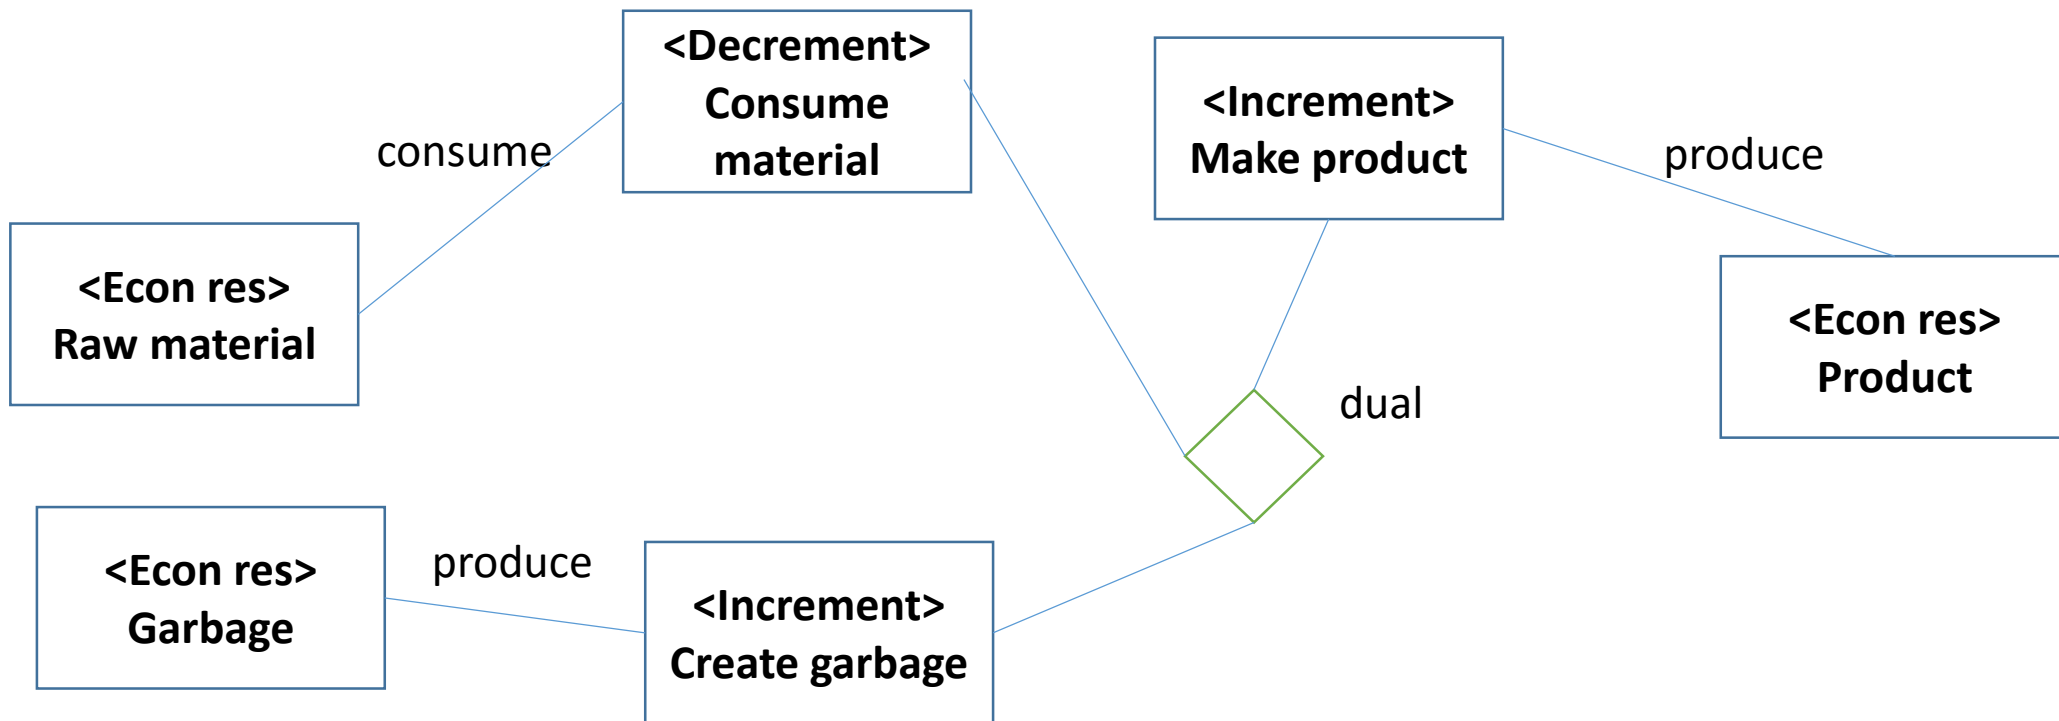 <Decrement>
Consume
material
<Increment>
Make product
consume
produce
<Econ res>
Raw material
<Econ res>
Product
dual
<Econ res>
Garbage
produce
<Increment>
Create garbage